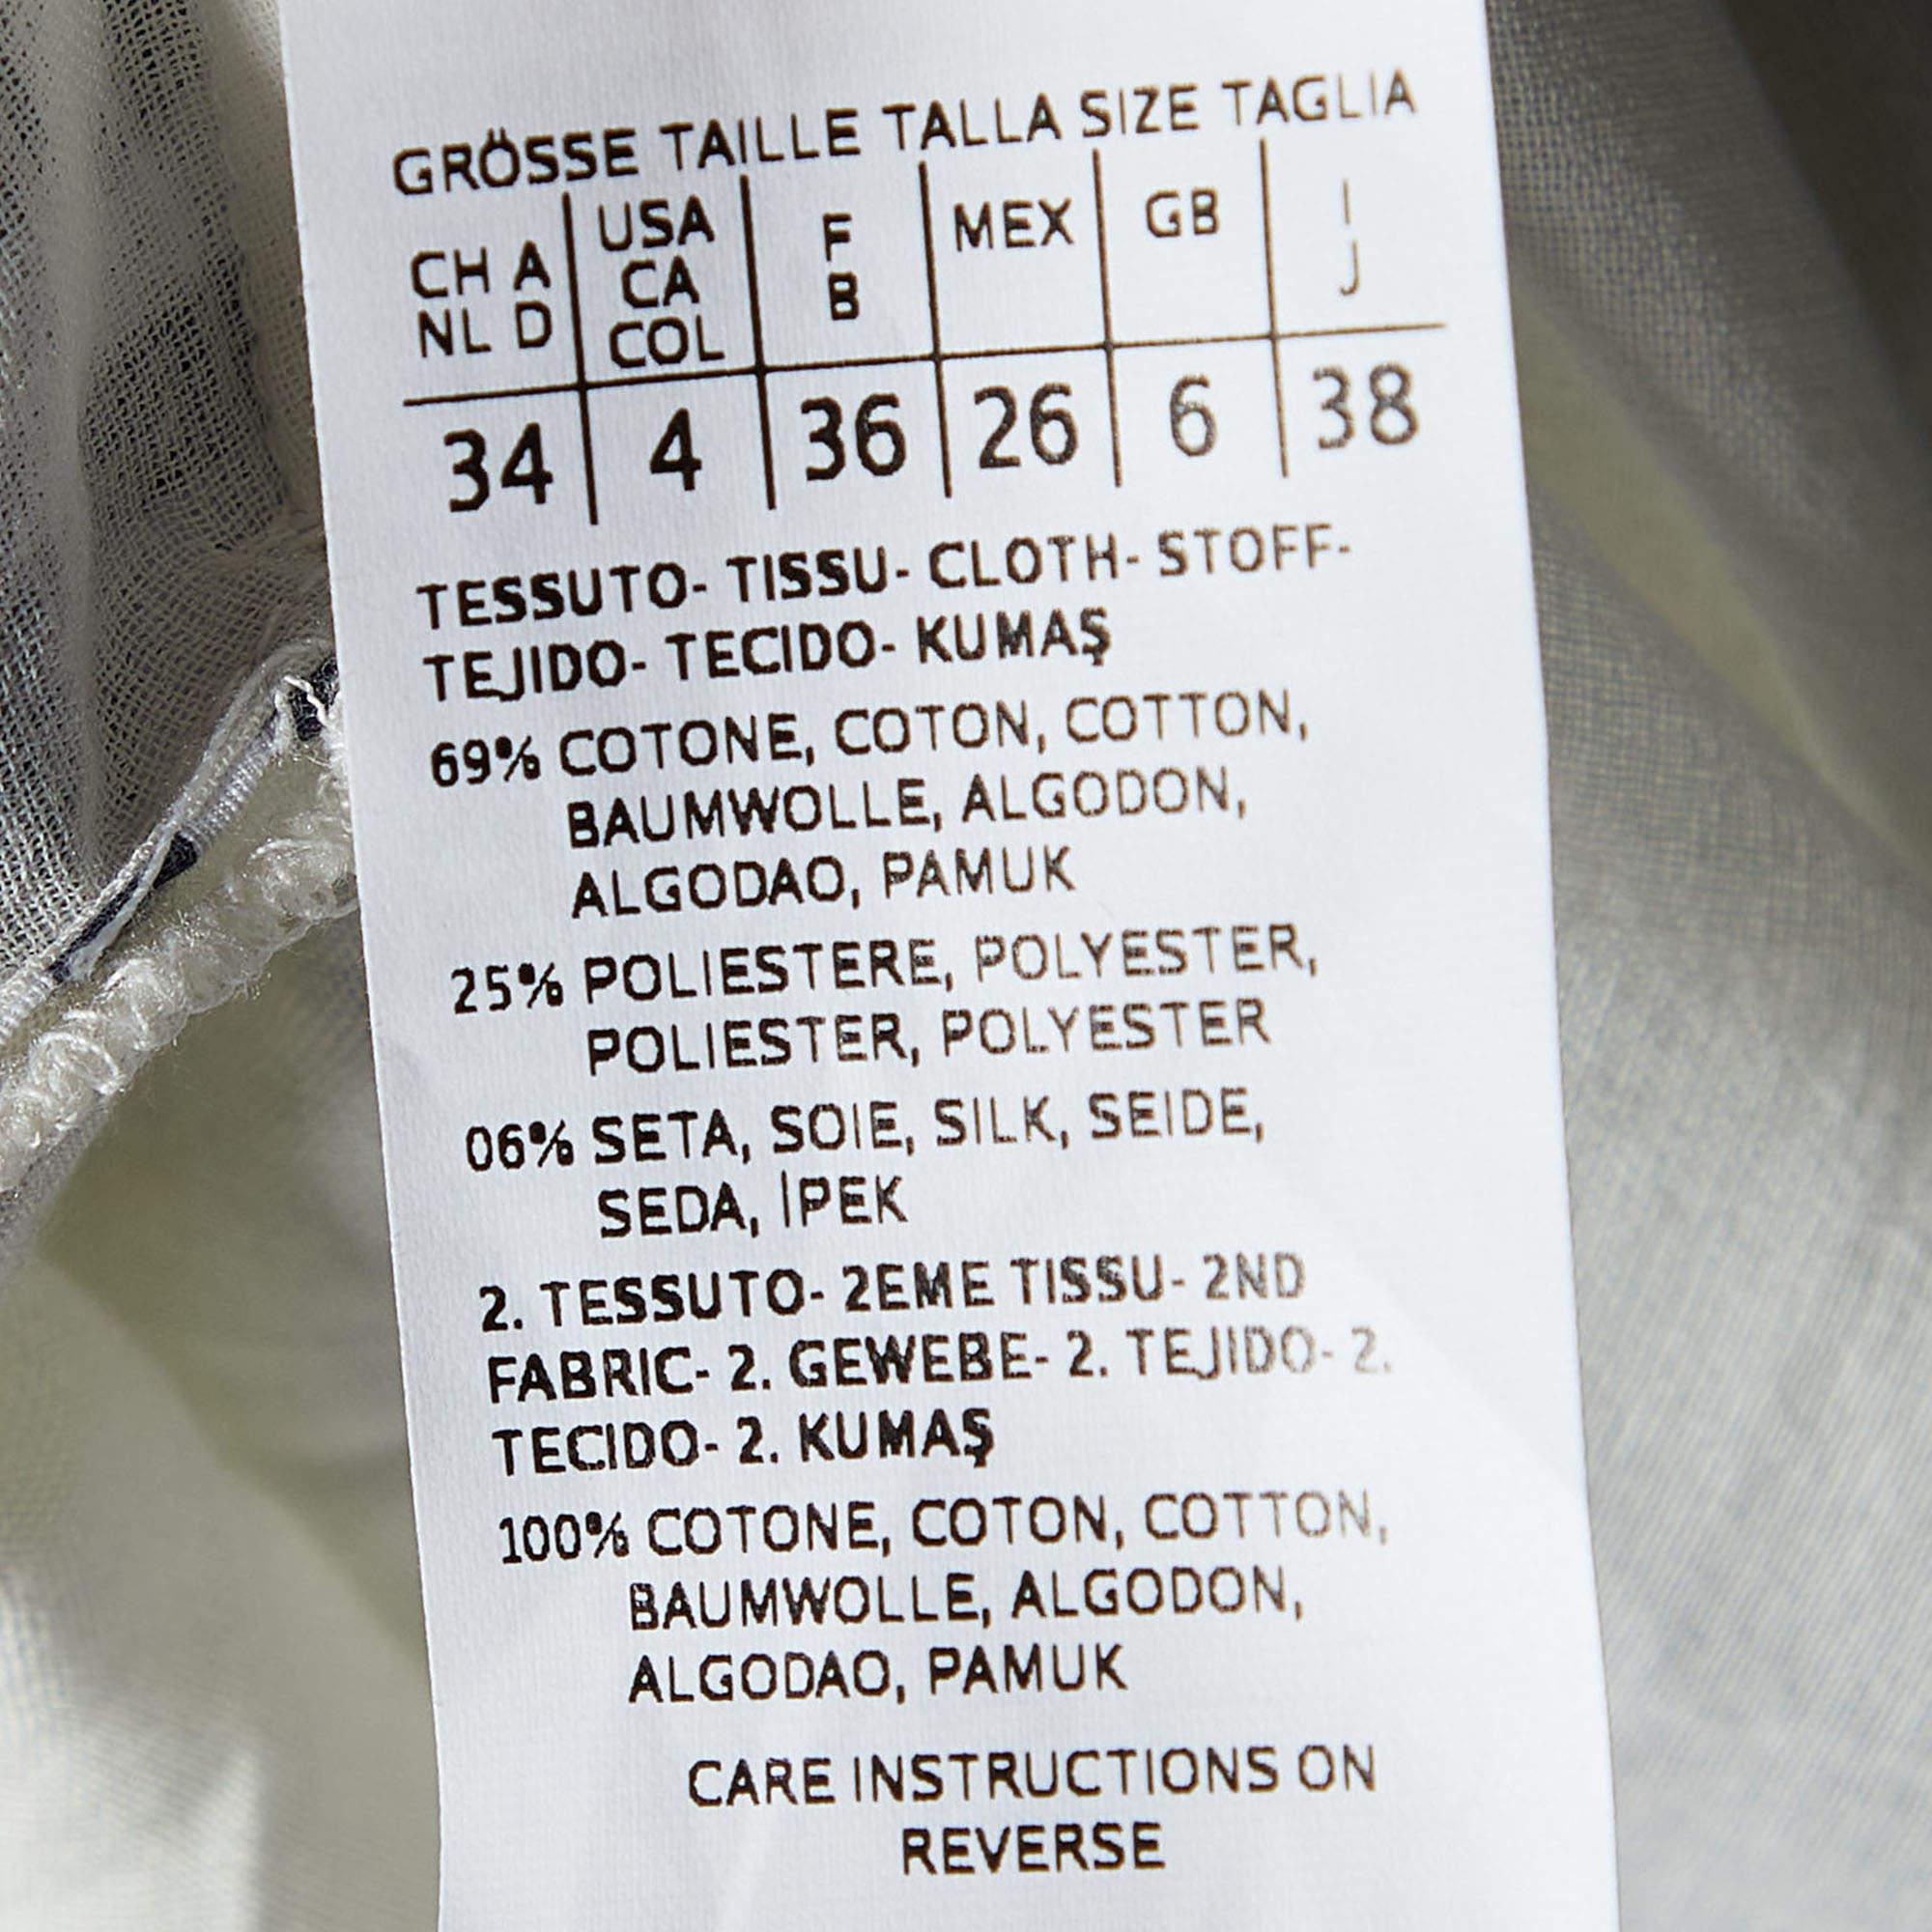 GRÖSSE TAILLE TALLA SIZE TAGLIA
CH A USA F MEX GB I
NL D CA B J
COL
34 4 36 26 6 38
TESSUTO- TISSU- CLOTH- STOFF-
TEJIDO- TECIDO- KUMAŞ
69% COTONE, COTON, COTTON,
BAUMWOLLE, ALGODON,
ALGODAO, PAMUK
25% POLIESTERE, POLYESTER,
POLIESTER, POLYESTER
06% SETA, SOIE, SILK, SEIDE,
SEDA, İPEK
2. TESSUTO- 2EME TISSU- 2ND
FABRIC- 2. GEWEBE- 2. TEJIDO- 2.
TECIDO- 2. KUMAŞ
100% COTONE, COTON, COTTON,
BAUMWOLLE, ALGODON,
ALGODAO, PAMUK
CARE INSTRUCTIONS ON
REVERSE